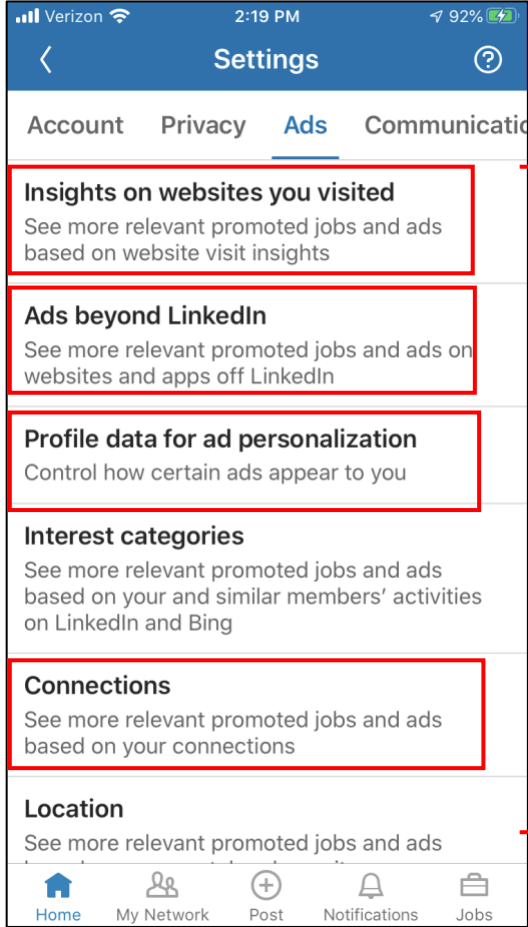 Verizon 2:19 PM 92%
Settings
Account Privacy Ads Communicatio
Insights on websites you visited
See more relevant promoted jobs and ads
based on website visit insights
Ads beyond LinkedIn
See more relevant promoted jobs and ads on
websites and apps off LinkedIn
Profile data for ad personalization
Control how certain ads appear to you
Interest categories
See more relevant promoted jobs and ads
based on your and similar members’ activities
on LinkedIn and Bing
Connections
See more relevant promoted jobs and ads
based on your connections
Location
See more relevant promoted jobs and ads
Home My Network Post Notifications Jobs